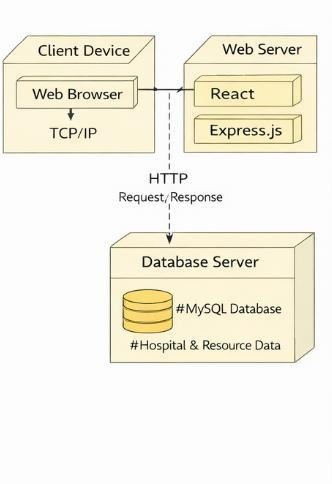 Client Device
Web Browser
TCP/IP
Web Server
React
Express.js
HTTP
Request/Response
Database Server
#MySQL Database
#Hospital & Resource Data